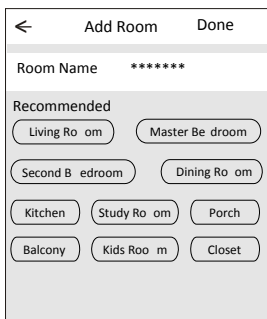 ← Add Room Done
Room Name *******
Recommended
Living Ro om Master Be droom
Second B edroom Dining Ro om
Kitchen Study Ro om Porch
Balcony Kids Roo m Closet